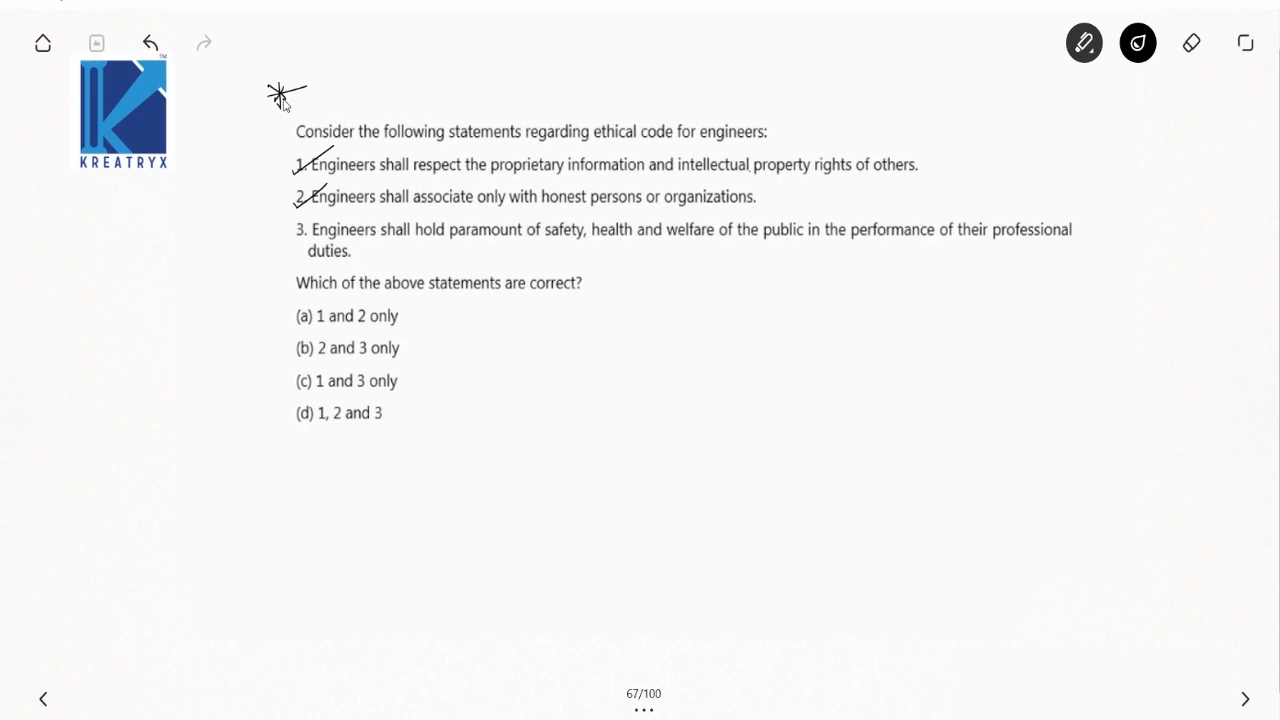 TM
KREATRYX
Consider the following statements regarding ethical code for engineers:
1. Engineers shall respect the proprietary information and intellectual property rights of others.
2. Engineers shall associate only with honest persons or organizations.
3. Engineers shall hold paramount of safety, health and welfare of the public in the performance of their professional
duties.
Which of the above statements are correct?
(a) 1 and 2 only
(b) 2 and 3 only
(c) 1 and 3 only
(d) 1, 2 and 3
67/100